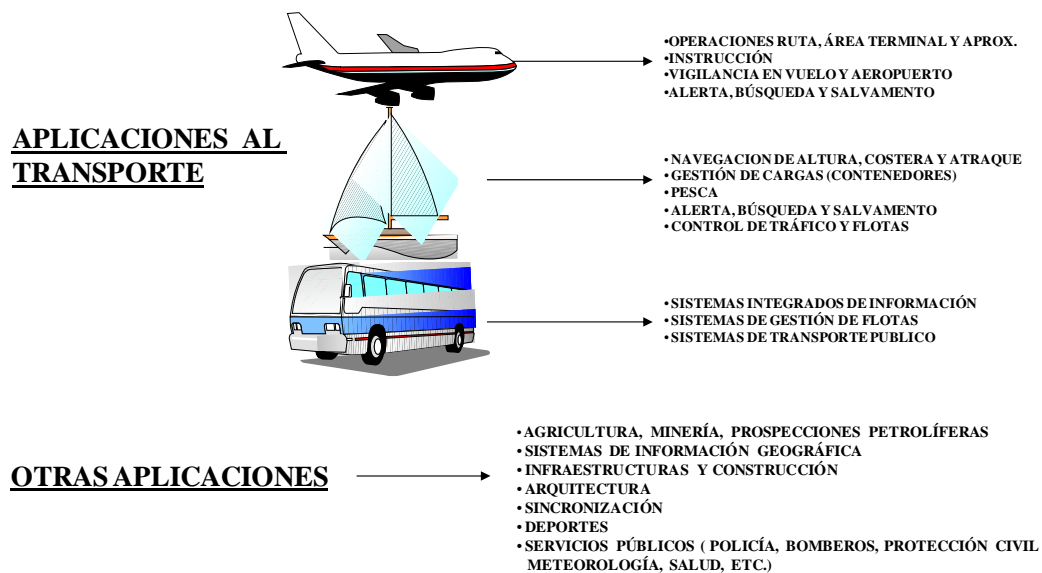 •OPERACIONES RUTA, ÁREA TERMINAL Y APROX.
•INSTRUCCIÓN
•VIGILANCIA EN VUELO Y AEROPUERTO
•ALERTA, BÚSQUEDA Y SALVAMENTO
APLICACIONES AL
TRANSPORTE
• NAVEGACION DE ALTURA, COSTERA Y ATRAQUE
• GESTIÓN DE CARGAS (CONTENEDORES)
• PESCA
• ALERTA, BÚSQUEDA Y SALVAMENTO
• CONTROL DE TRÁFICO Y FLOTAS
• SISTEMAS INTEGRADOS DE INFORMACIÓN
• SISTEMAS DE GESTIÓN DE FLOTAS
• SISTEMAS DE TRANSPORTE PUBLICO
OTRAS APLICACIONES
• AGRICULTURA, MINERÍA, PROSPECCIONES PETROLÍFERAS
• SISTEMAS DE INFORMACIÓN GEOGRÁFICA
• INFRAESTRUCTURAS Y CONSTRUCCIÓN
• ARQUITECTURA
• SINCRONIZACIÓN
• DEPORTES
• SERVICIOS PÚBLICOS ( POLICÍA, BOMBEROS, PROTECCIÓN CIVIL
METEOROLOGÍA, SALUD, ETC.)